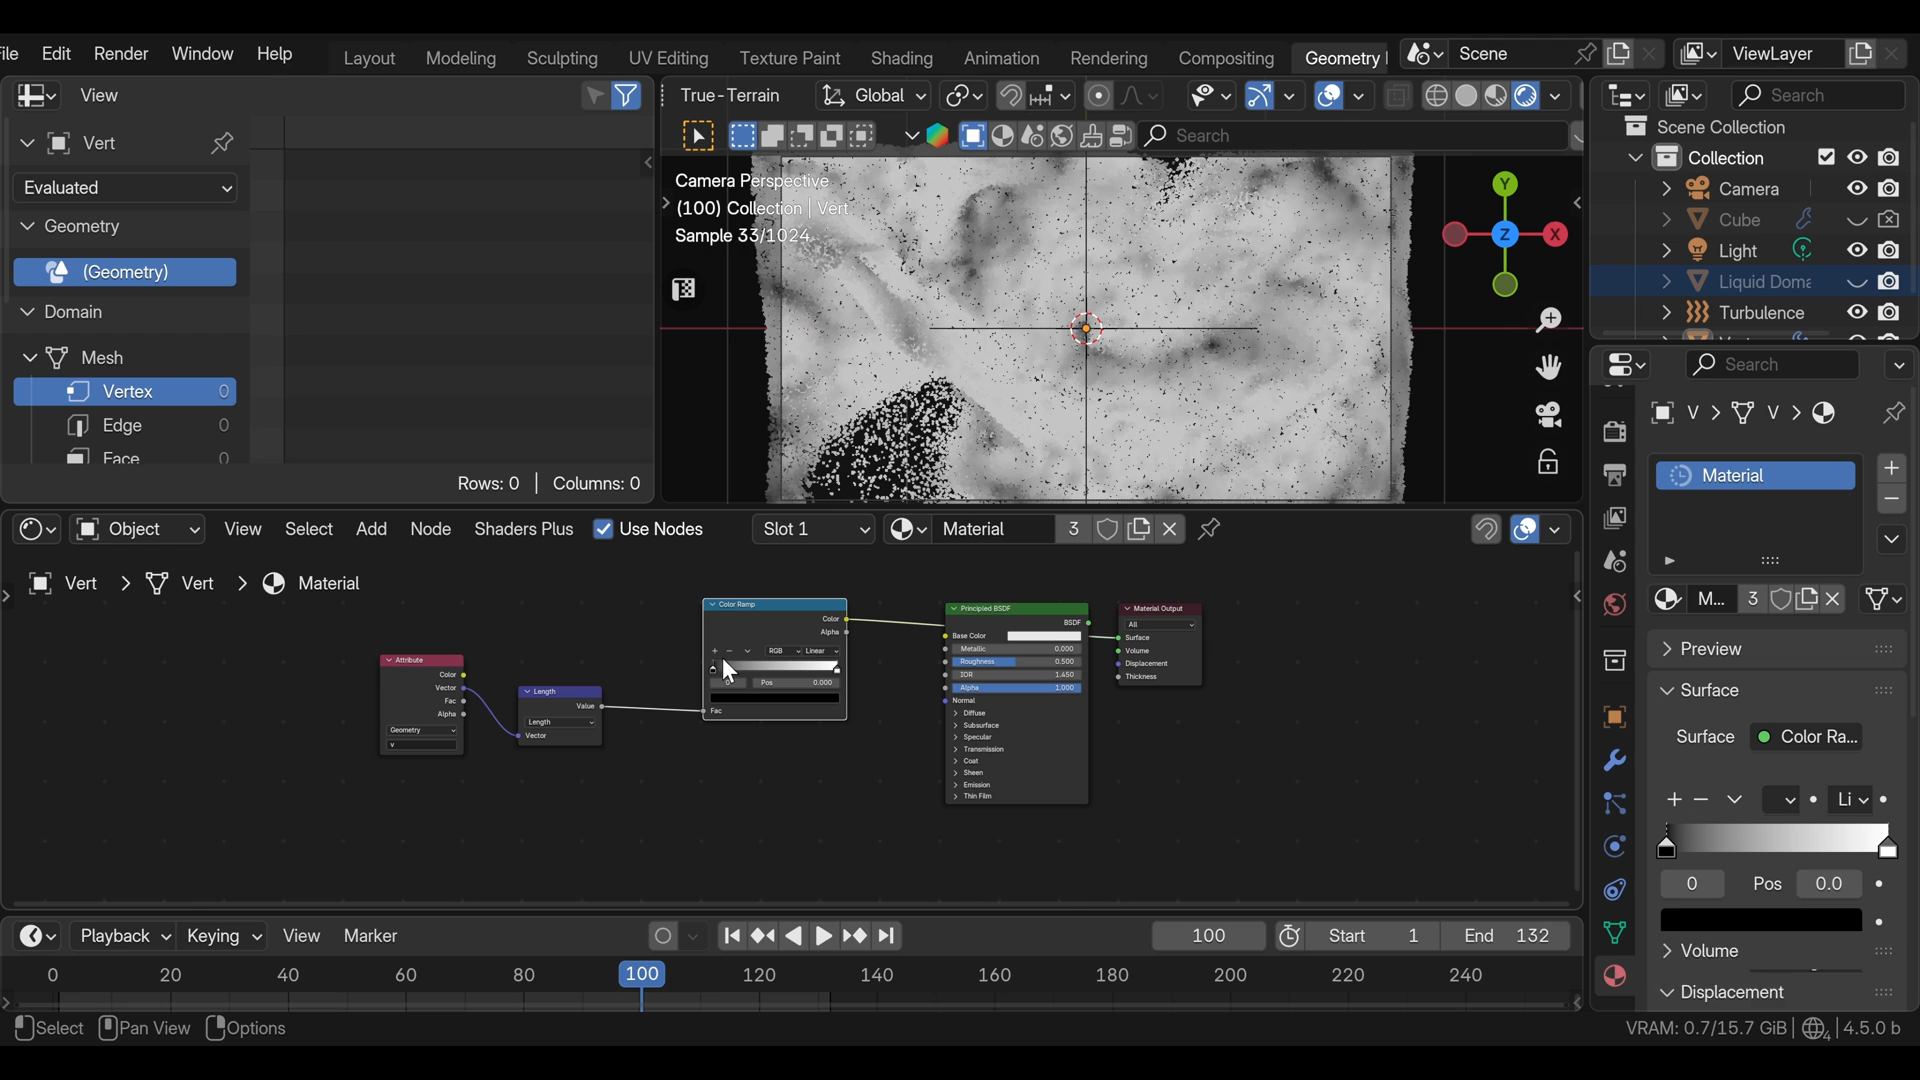 ile Edit Render Window Help Layout Modeling Sculpting UV Editing Texture Paint Shading Animation Rendering Compositing Geometry Scene ViewLayer
View
True-Terrain Global
Search
Vert
Search
Scene Collection
Evaluated
Camera Perspective
Y
Collection
(100) Collection | Vert
Camera
Geometry
Sample 33/1024
Z X
Cube
(Geometry)
Light
Liquid Doma
Domain
Turbulence
Mesh
Search
Vertex 0
V > V >
Edge 0
Face 0
Material
Rows: 0 | Columns: 0
Object View Select Add Node Shaders Plus Use Nodes Slot 1 Material 3
Vert > Vert > Material
M... 3
Color Ramp
Color
Alpha
RGB Linear
0 Pos 0.000
Fac
Principled BSDF
BSDF
Base Color
Metallic 0.000
Roughness 0.500
IOR 1.450
Alpha 1.000
Normal
Diffuse
Subsurface
Specular
Transmission
Coat
Sheen
Emission
Thin Film
Material Output
All
Surface
Volume
Displacement
Thickness
Attribute
Color
Vector
Fac
Alpha
Geometry
v
Length
Value
Length
Vector
Preview
Surface
Surface Color Ra...
Li
0 Pos 0.0
Volume
Displacement
Playback Keying View Marker 100 Start 1 End 132
0 20 40 60 80 100 120 140 160 180 200 220 240
Select Pan View Options VRAM: 0.7/15.7 GiB | 4 | 4.5.0 b